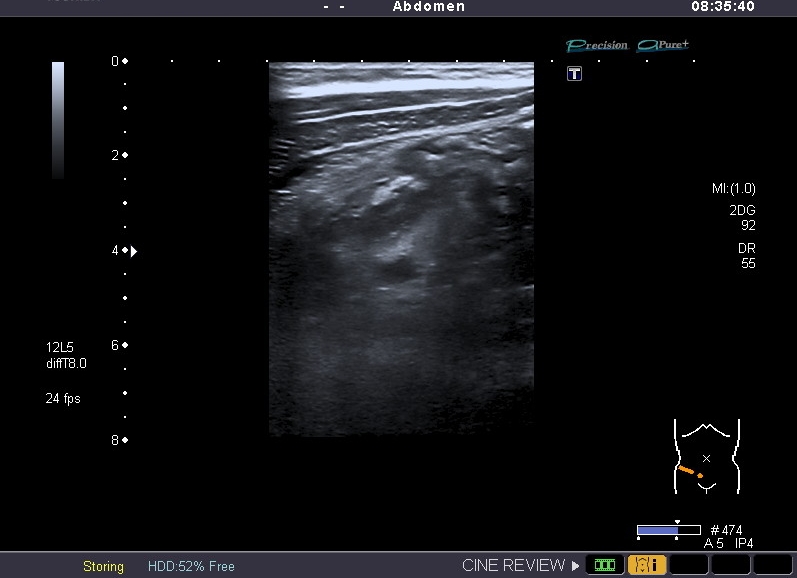 - - Abdomen 08:35:40
Precision APure+
T
0
2
4
6
8
MI:(1.0)
2DG
92
DR
55
12L5
diffT8.0
24 fps
#474
A 5 IP4
Storing HDD:52% Free CINE REVIEW
i